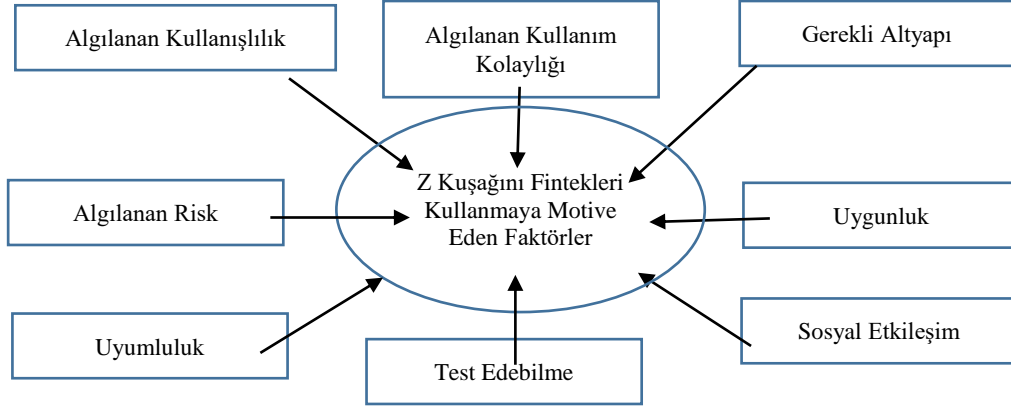 Algılanan Kullanışlılık
Algılanan Kullanım
Kolaylığı
Gerekli Altyapı
Z Kuşağını Fintekleri
Kullanmaya Motive
Eden Faktörler
Algılanan Risk
Uygunluk
Uyumluluk
Test Edebilme
Sosyal Etkileşim